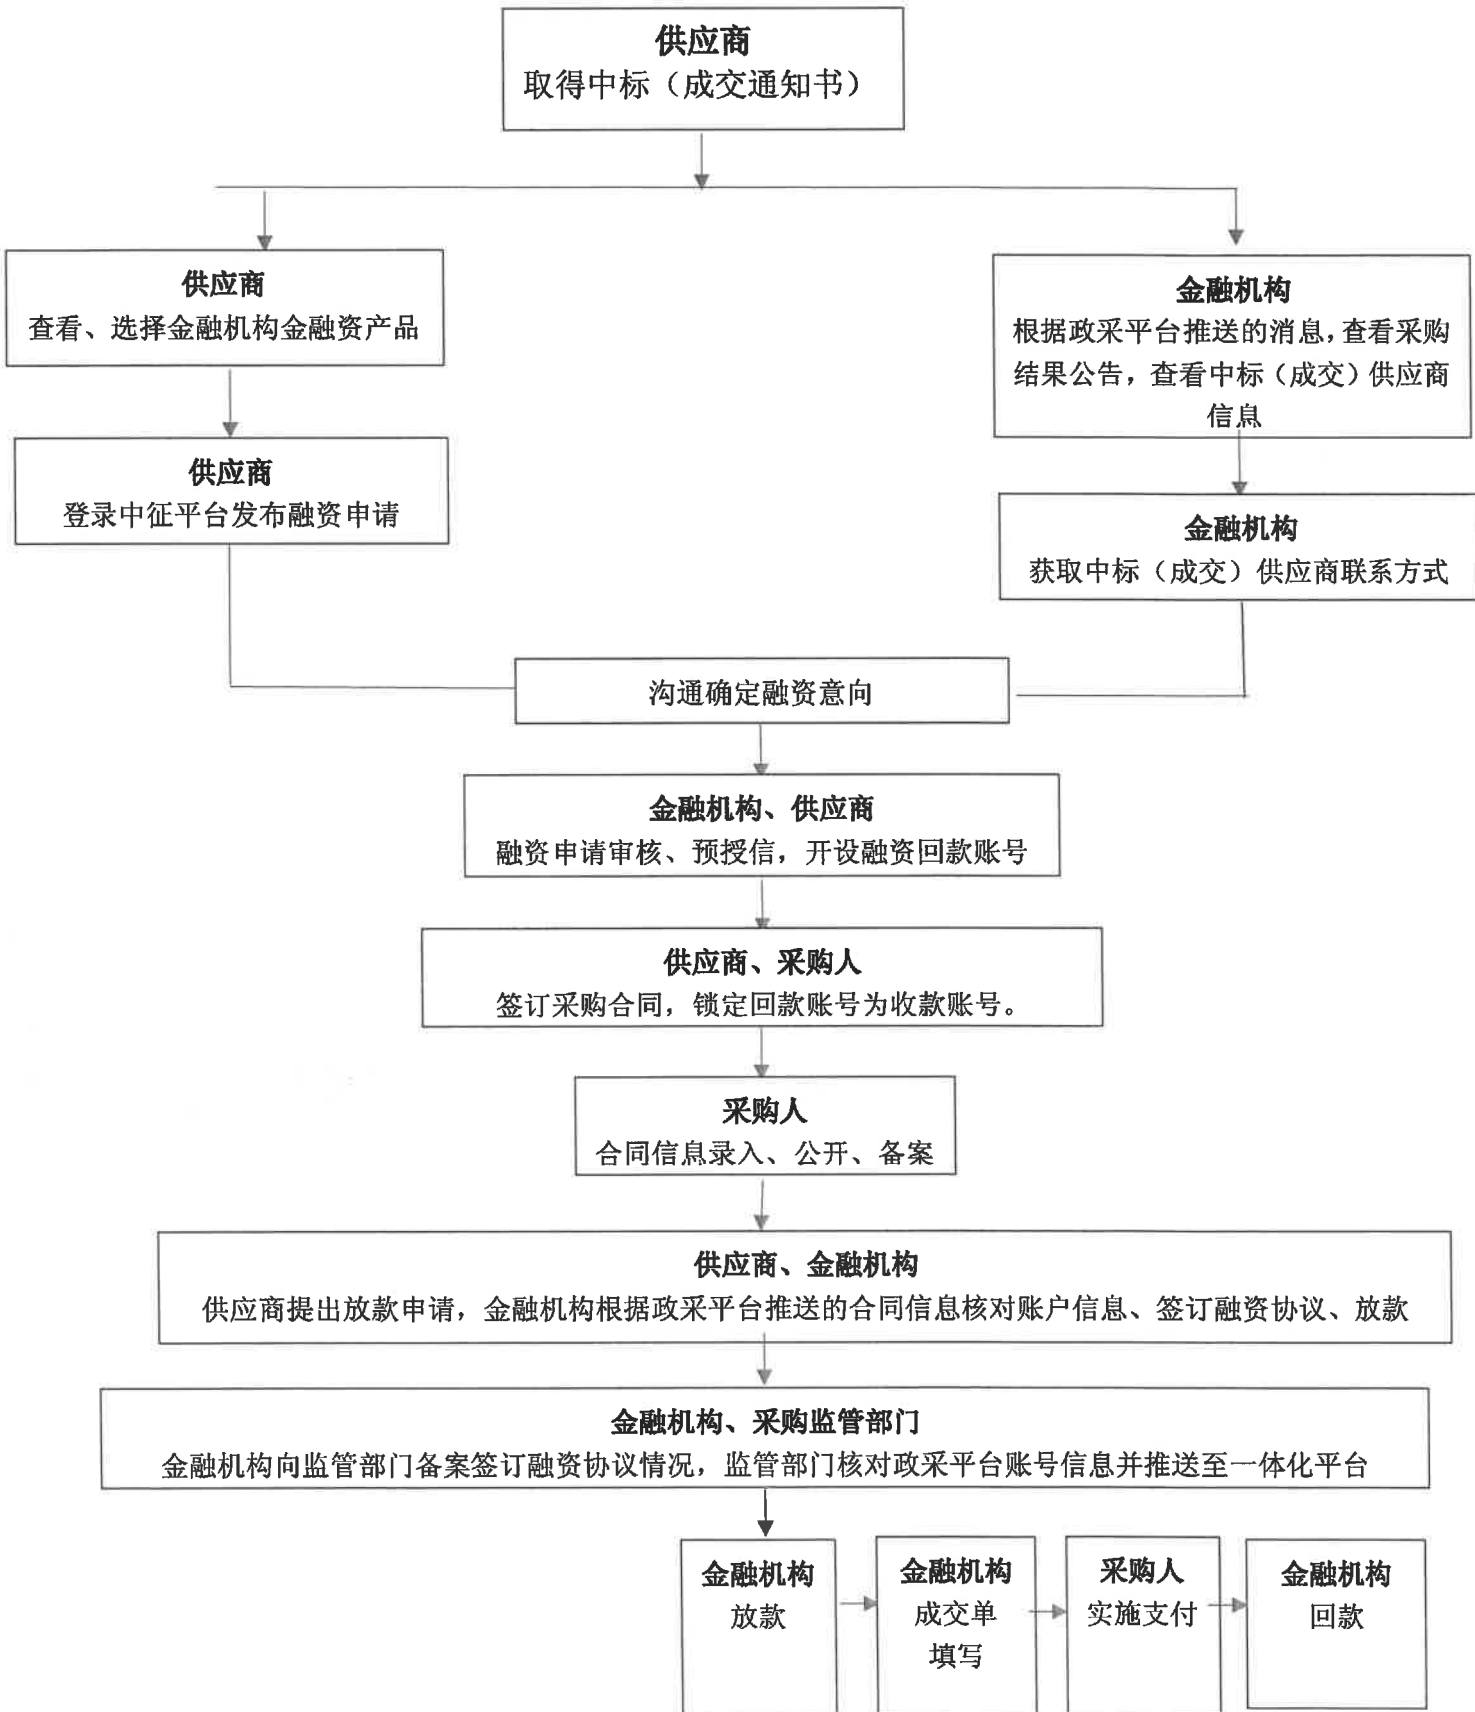 供应商
取得中标（成交通知书）
供应商
查看、选择金融机构金融资产品
金融机构
根据政采平台推送的消息，查看采购
结果公告，查看中标（成交）供应商
信息
供应商
登录中征平台发布融资申请
金融机构
获取中标（成交）供应商联系方式
沟通确定融资意向
金融机构、供应商
融资申请审核、预授信，开设融资回款账号
供应商、采购人
签订采购合同，锁定回款账号为收款账号。
采购人
合同信息录入、公开、备案
供应商、金融机构
供应商提出放款申请，金融机构根据政采平台推送的合同信息核对账户信息、签订融资协议、放款
金融机构、采购监管部门
金融机构向监管部门备案签订融资协议情况，监管部门核对政采平台账号信息并推送至一体化平台
金融机构
放款
金融机构
成交单
填写
采购人
实施支付
金融机构
回款